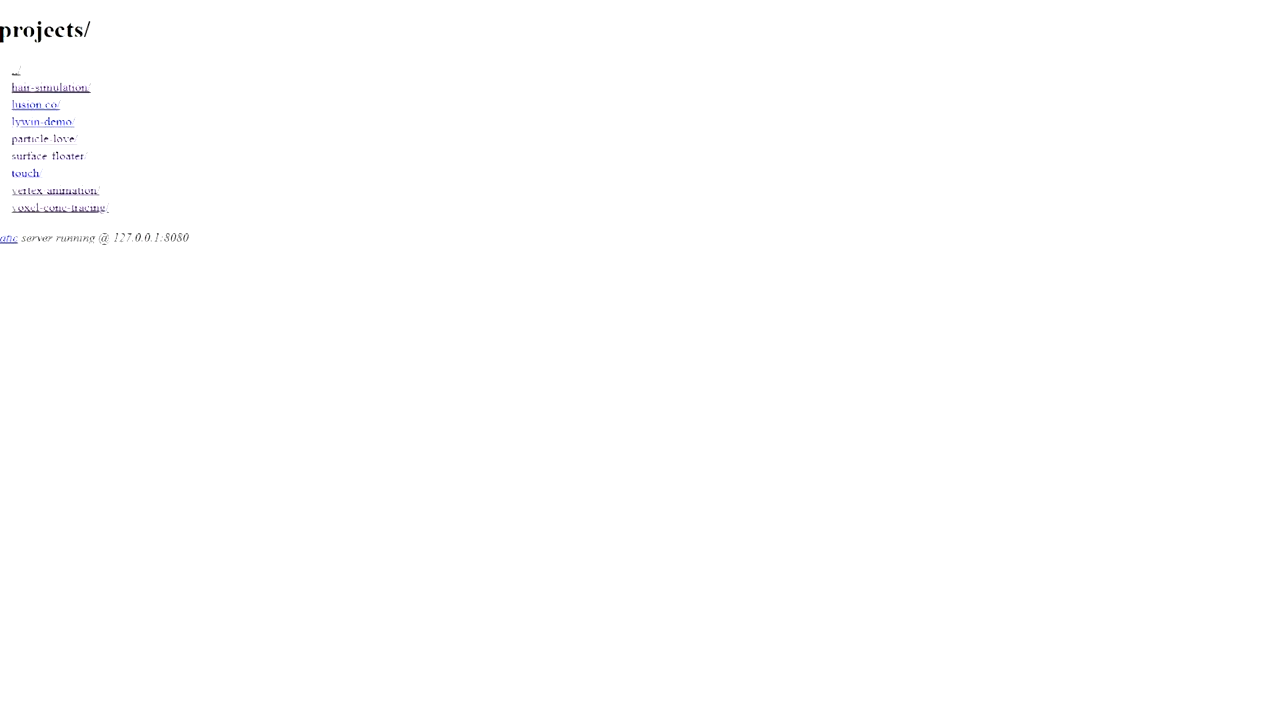 projects/
../
hair-simulation/
lusion.co/
lywin-demo/
particle-love/
surface-floater/
touch/
vertex-animation/
voxel-cone-tracing/
atic server running @ 127.0.0.1:8080